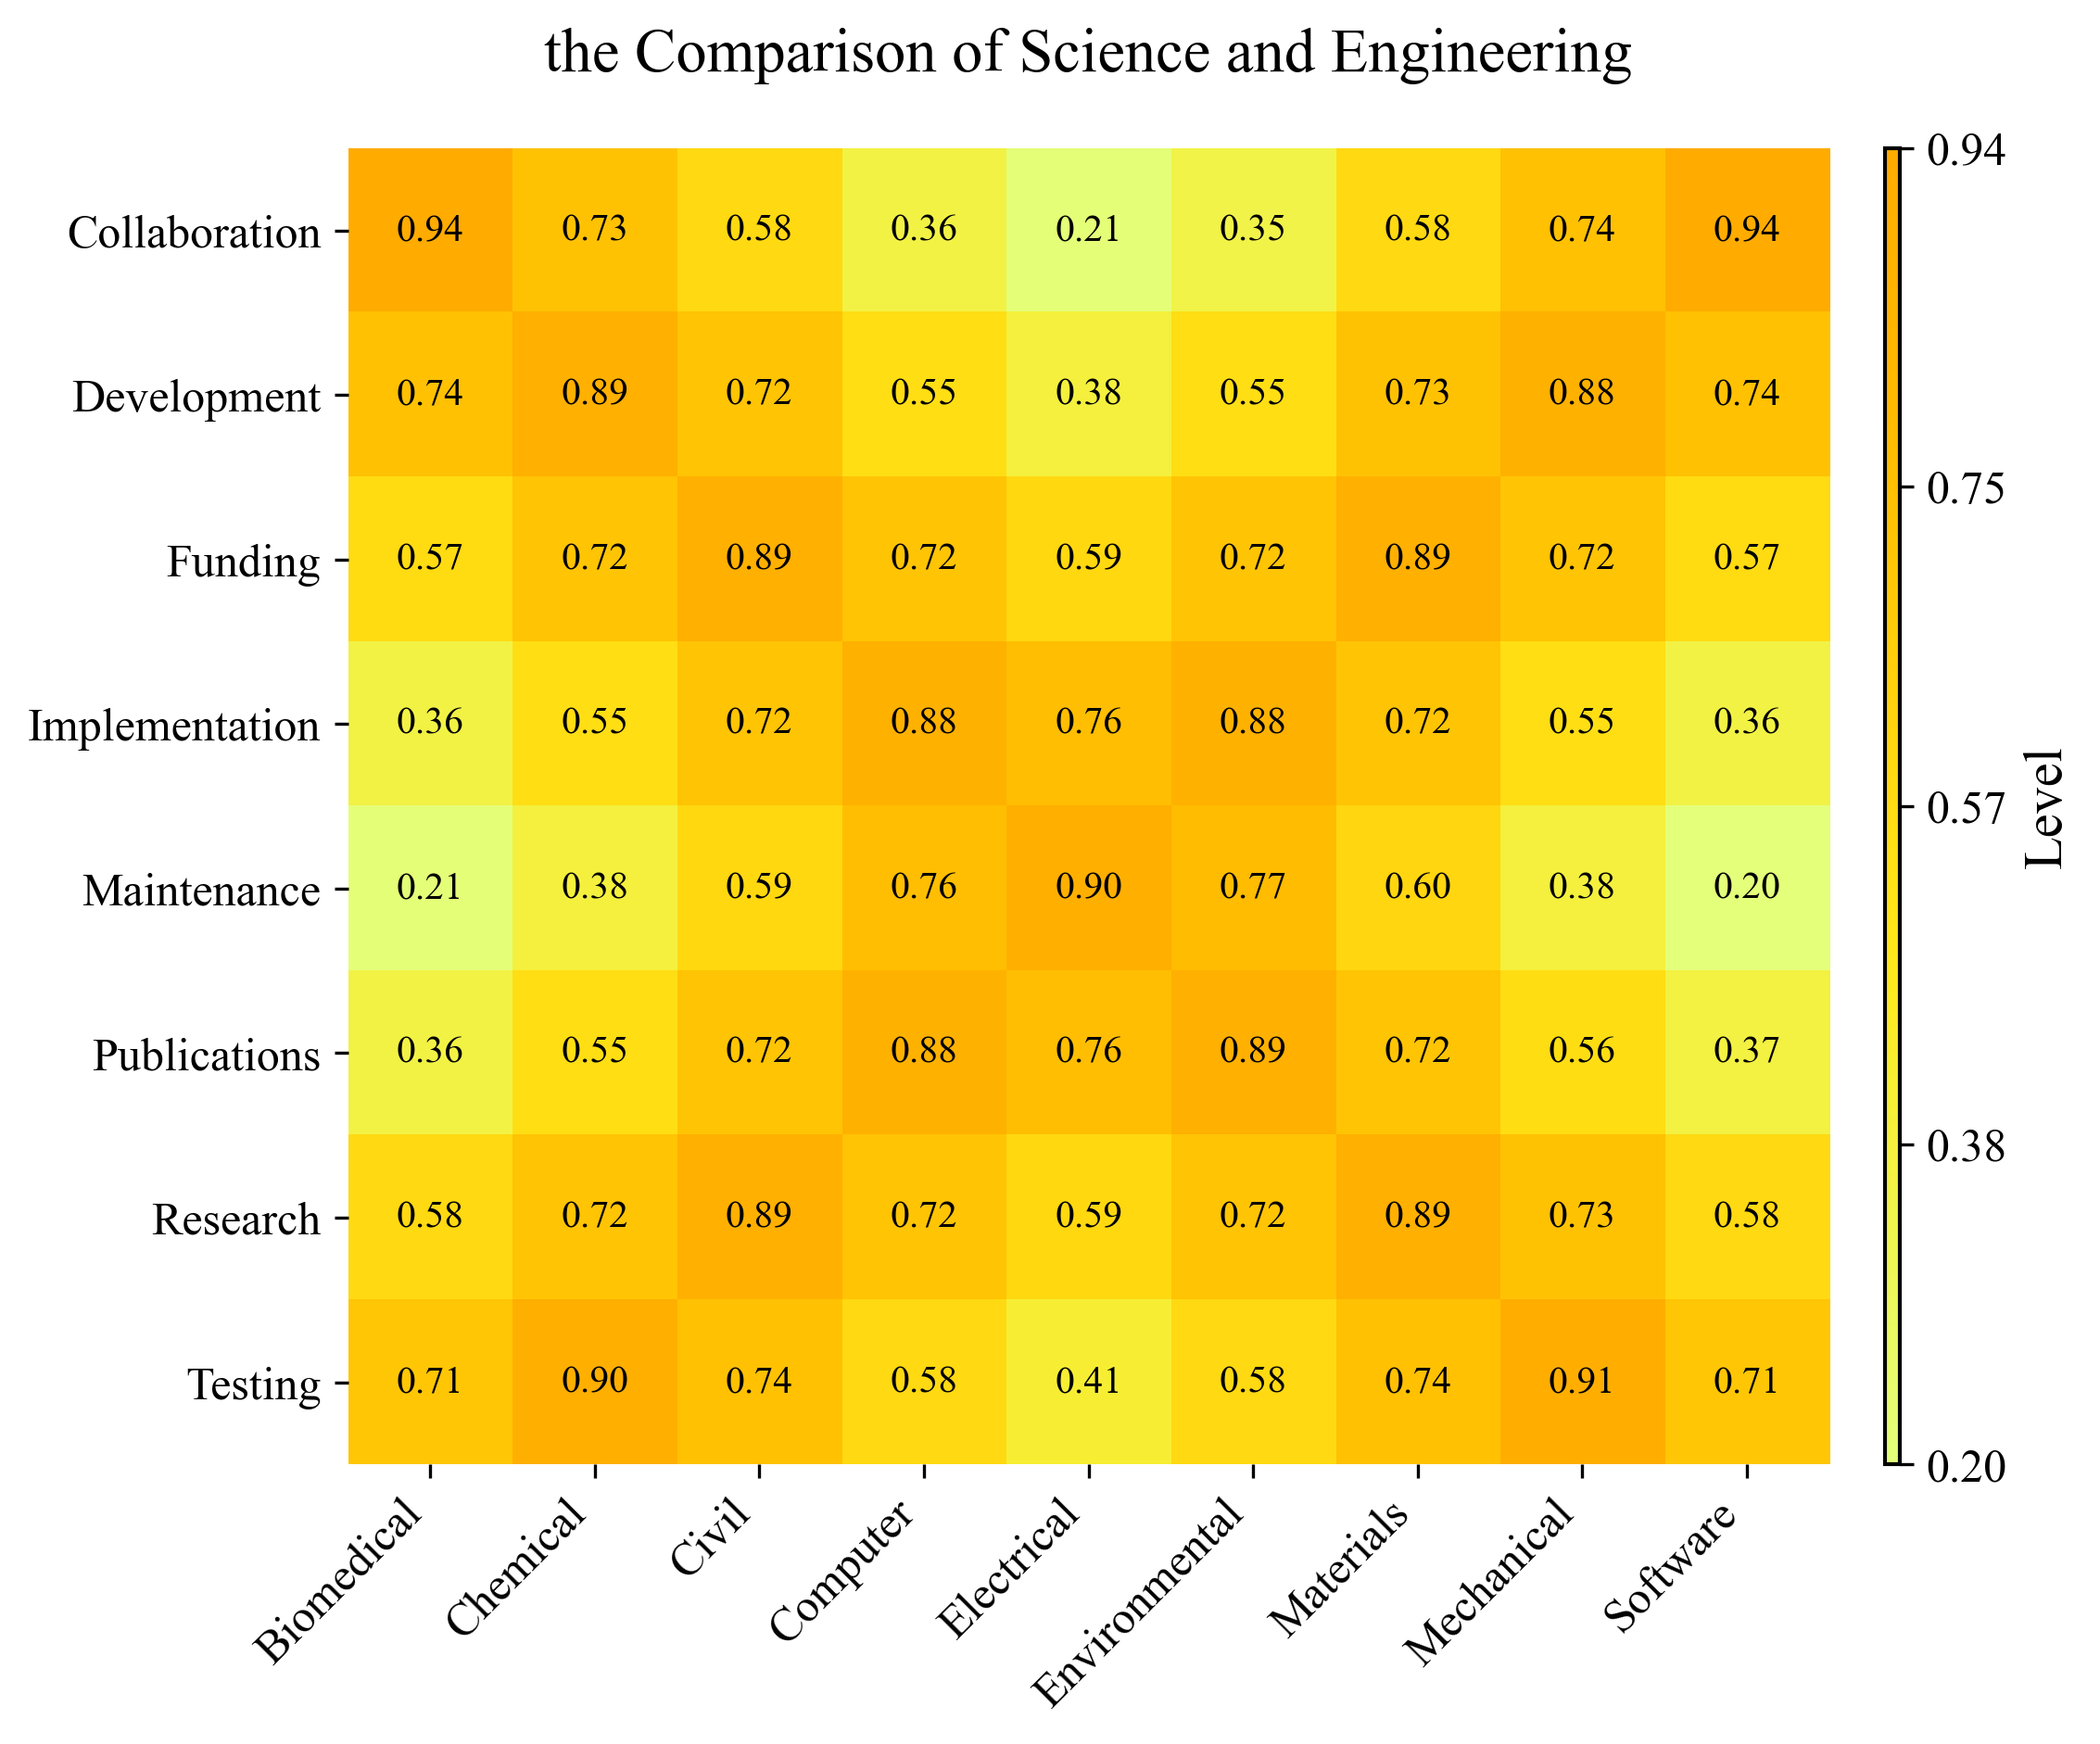 the Comparison of Science and Engineering
Collaboration 0.94 0.73 0.58 0.36 0.21 0.35 0.58 0.74 0.94
Development 0.74 0.89 0.72 0.55 0.38 0.55 0.73 0.88 0.74
Funding 0.57 0.72 0.89 0.72 0.59 0.72 0.89 0.72 0.57
Implementation 0.36 0.55 0.72 0.88 0.76 0.88 0.72 0.55 0.36
Maintenance 0.21 0.38 0.59 0.76 0.90 0.77 0.60 0.38 0.20
Publications 0.36 0.55 0.72 0.88 0.76 0.89 0.72 0.56 0.37
Research 0.58 0.72 0.89 0.72 0.59 0.72 0.89 0.73 0.58
Testing 0.71 0.90 0.74 0.58 0.41 0.58 0.74 0.91 0.71
Biomedical
Chemical
Civil
Computer
Electrical
Environmental
Materials
Mechanical
Software
0.94
0.75
0.57
0.38
0.20
Level